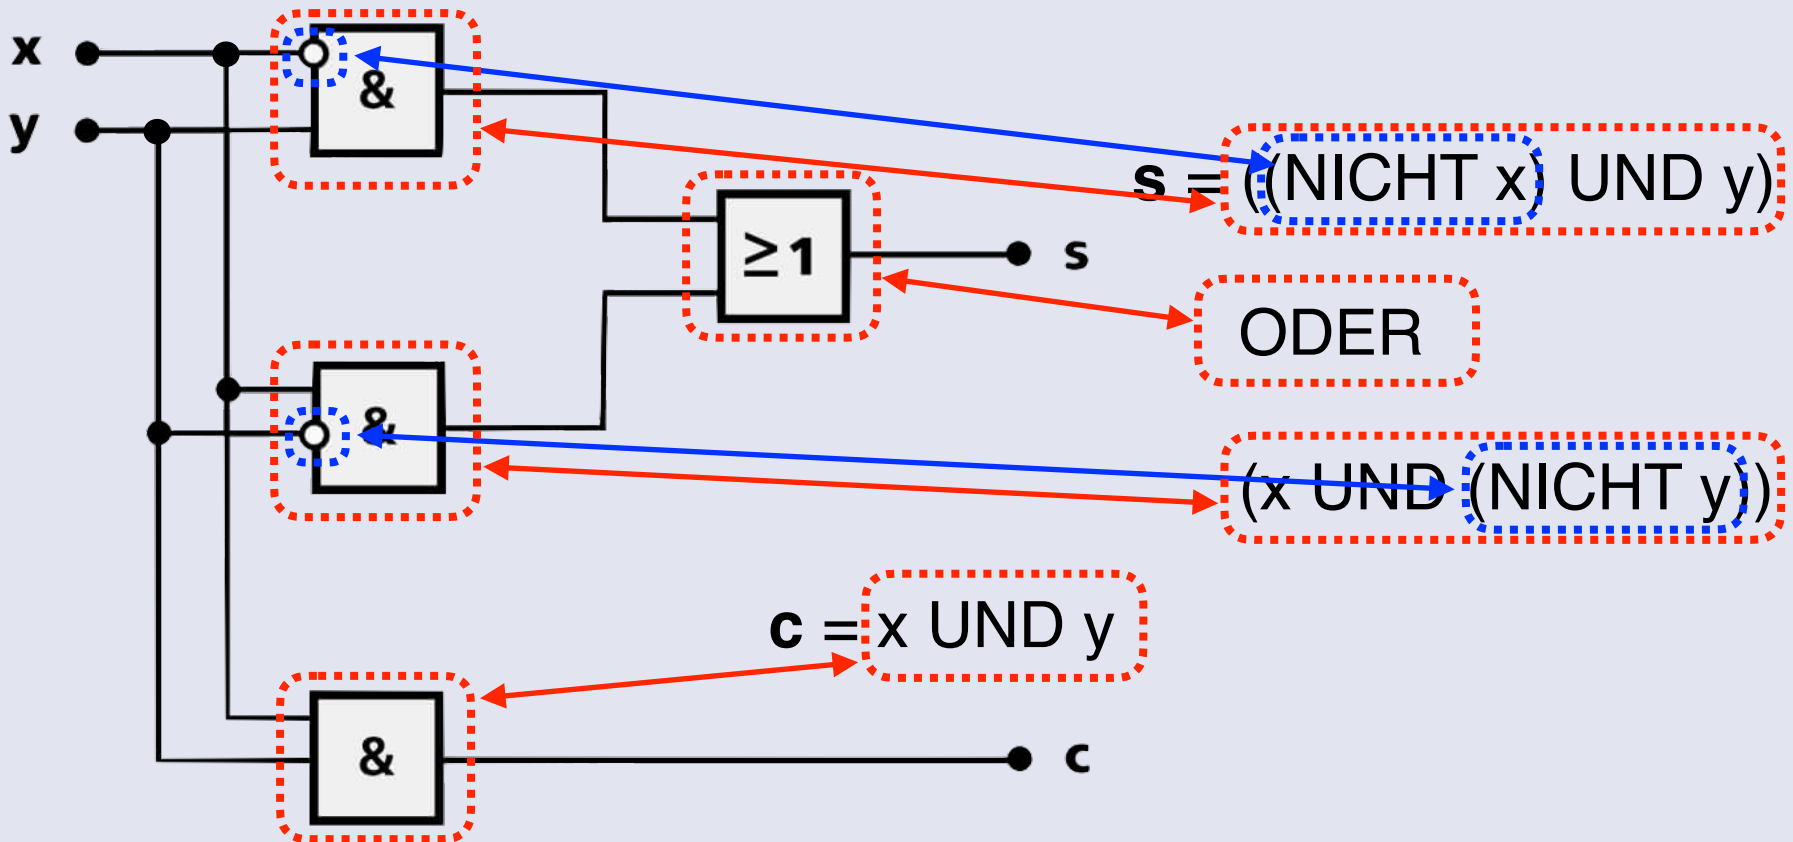 x
&
y
s = ((NICHT x) UND y)
≥1
s
ODER
&
(x UND (NICHT y))
c = x UND y
&
c